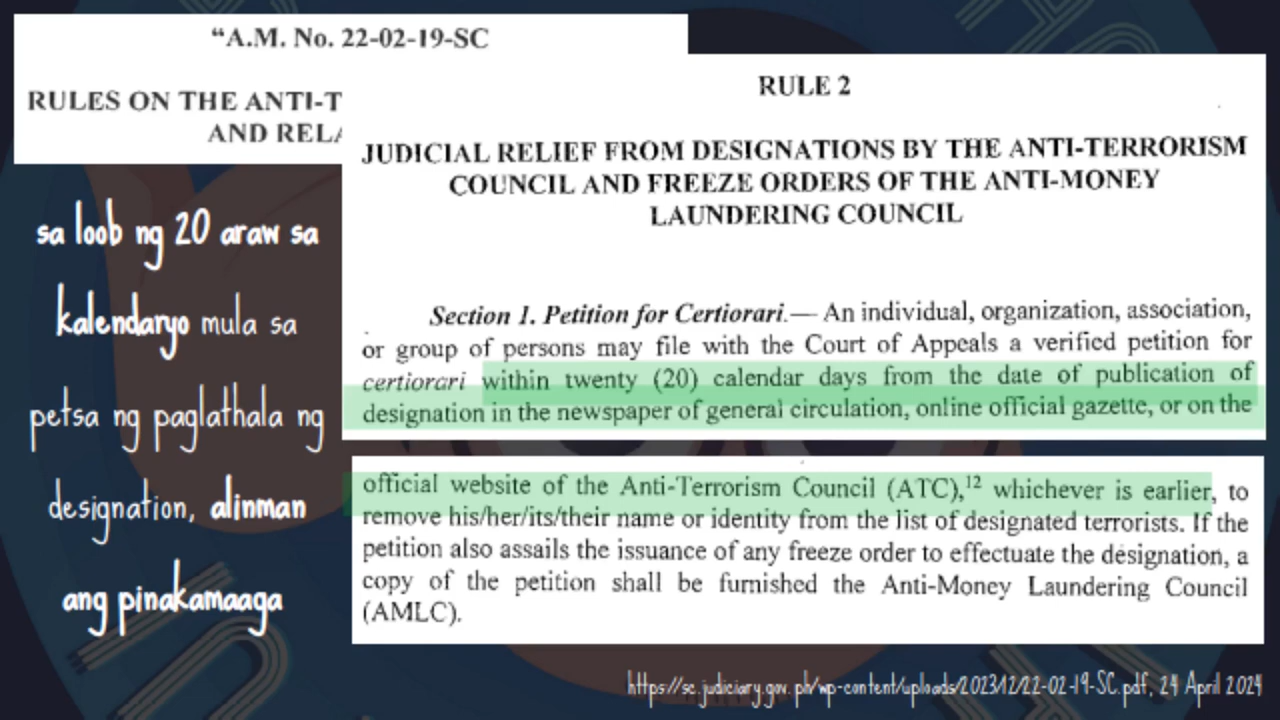 “A.M. No. 22-02-19-SC
RULES ON THE ANTI-T
AND RELA
sa loob ng 20 araw sa
kalendaryo mula sa
petsa ng paglathala ng
designation, alinman
ang pinakamaaga
RULE 2
JUDICIAL RELIEF FROM DESIGNATIONS BY THE ANTI-TERRORISM
COUNCIL AND FREEZE ORDERS OF THE ANTI-MONEY
LAUNDERING COUNCIL
Section 1. Petition for Certiorari.— An individual, organization, association,
or group of persons may file with the Court of Appeals a verified petition for
certiorari within twenty (20) calendar days from the date of publication of
designation in the newspaper of general circulation, online official gazette, or on the
official website of the Anti-Terrorism Council (ATC),¹² whichever is earlier, to
remove his/her/its/their name or identity from the list of designated terrorists. If the
petition also assails the issuance of any freeze order to effectuate the designation, a
copy of the petition shall be furnished the Anti-Money Laundering Council
(AMLC).
https://sc.judiciary.gov.ph/wp-content/uploads/2023/12/22-02-19-SC.pdf, 24 April 2024